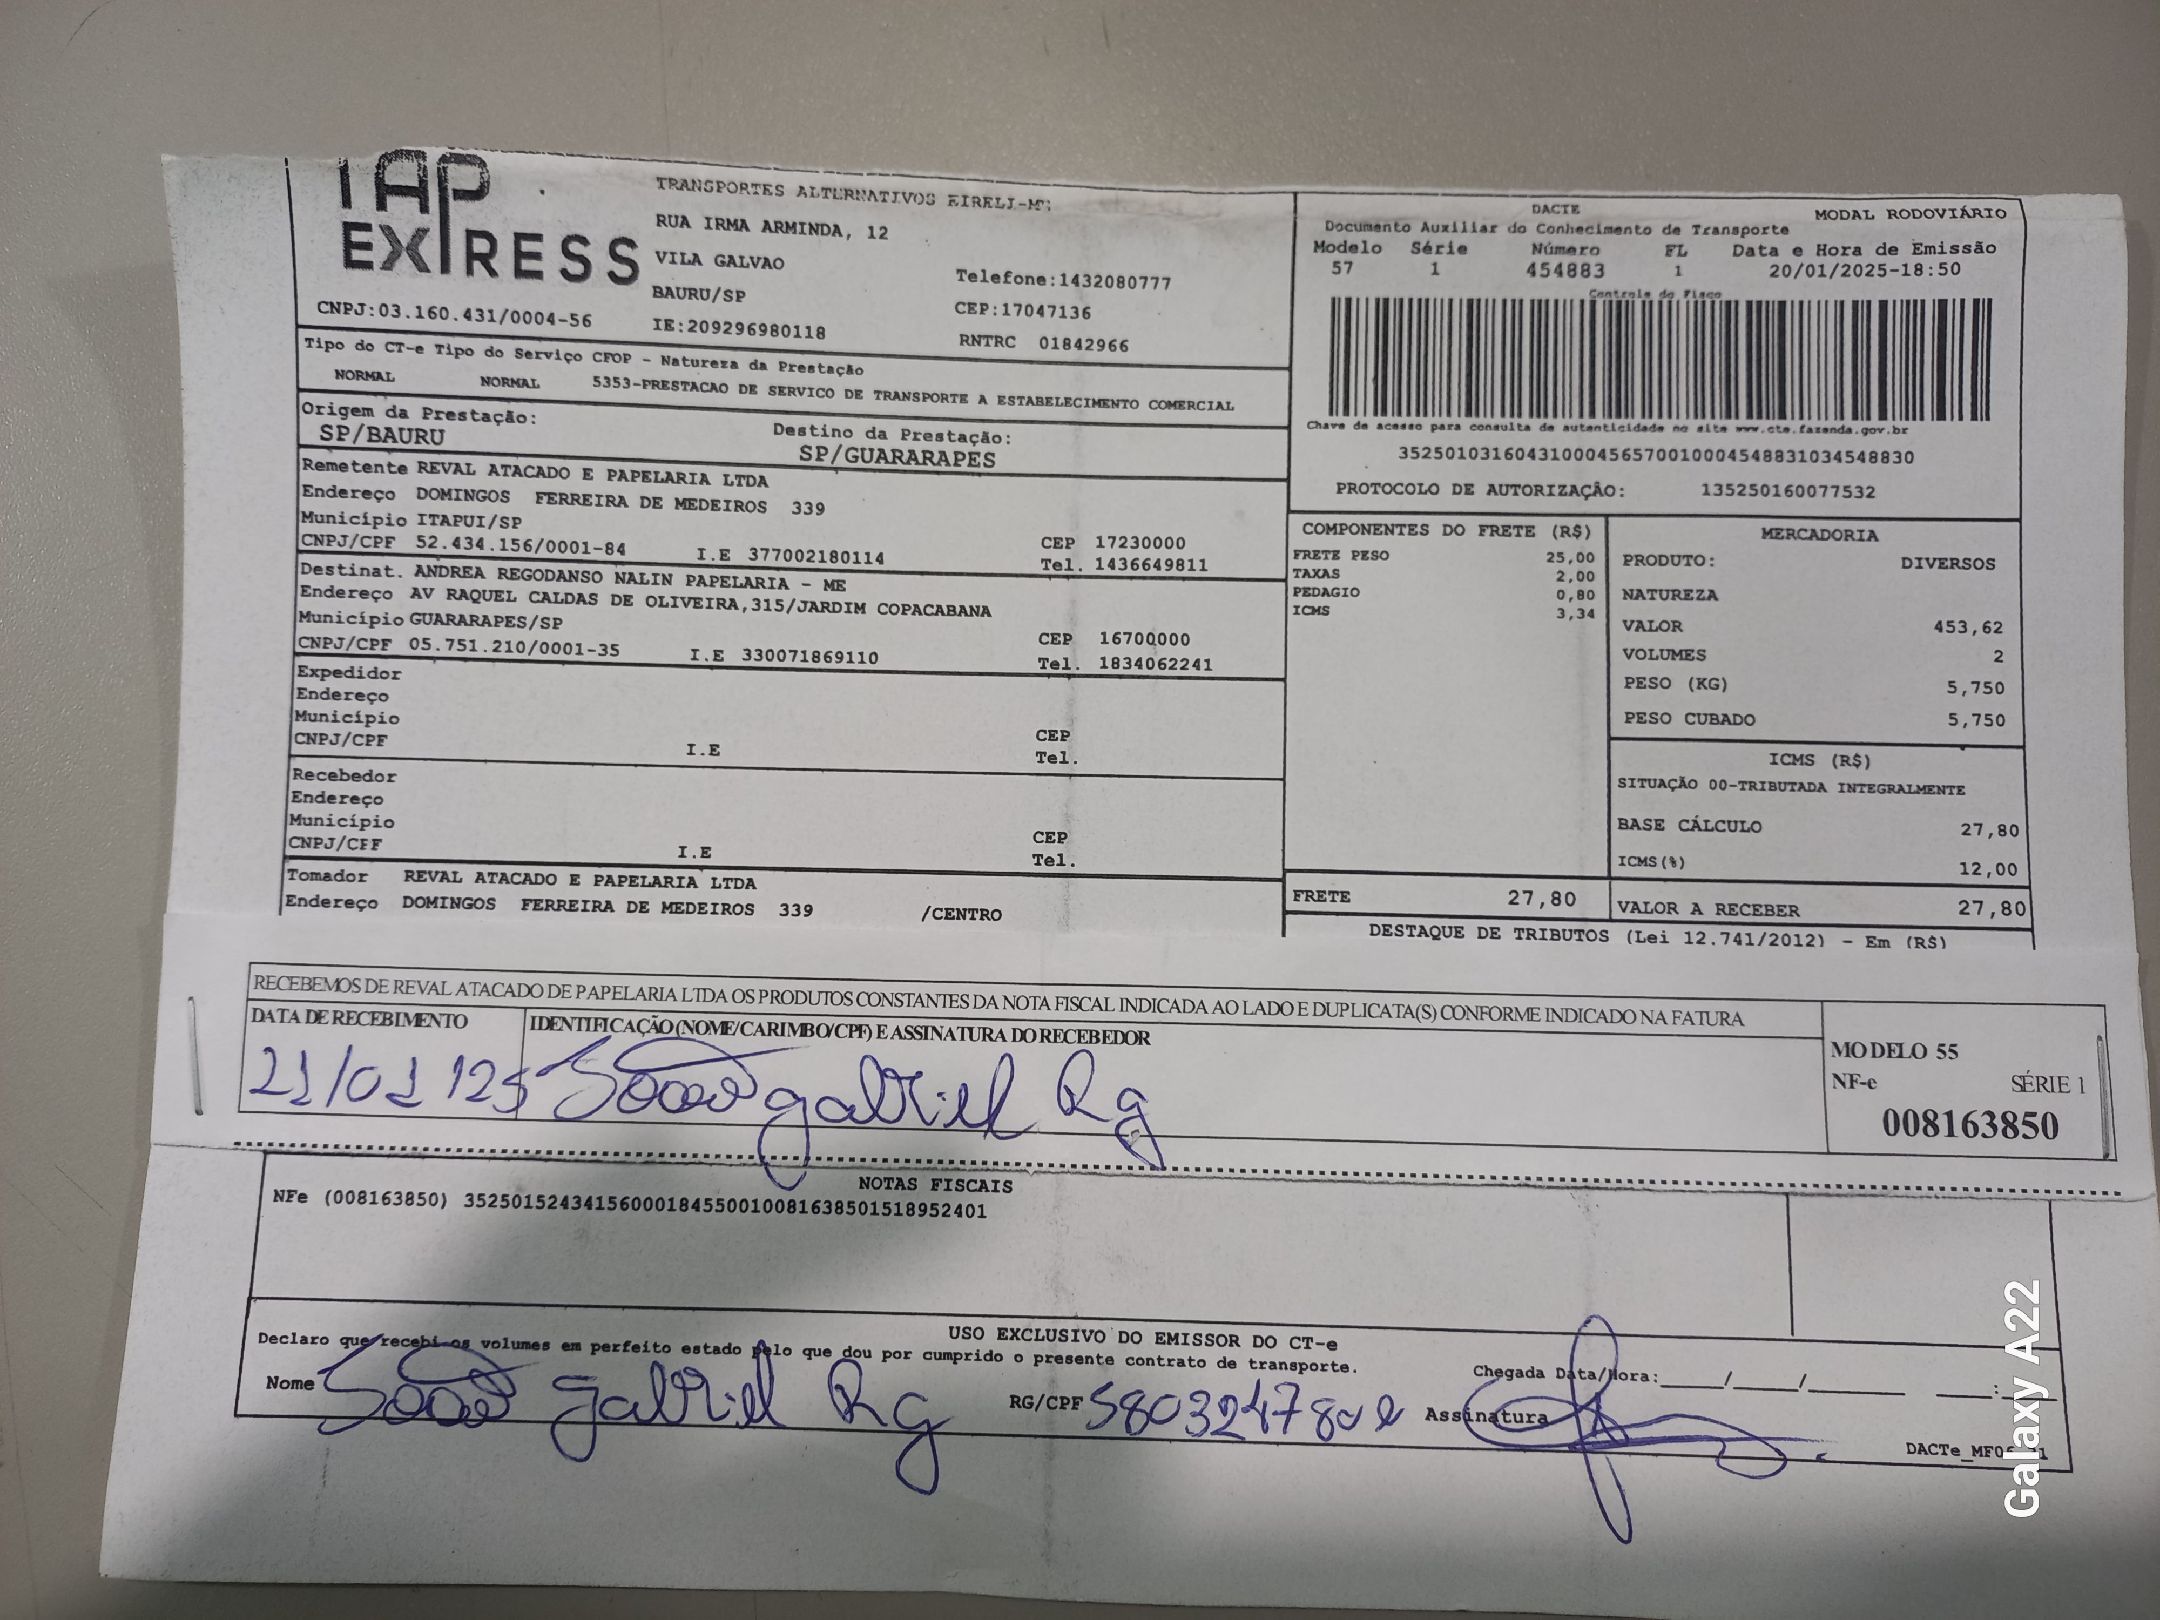 TAP
EXPRESS
TRANSPORTES ALTERNATIVOS EIRELI-ME
RUA IRMA ARMINDA, 12
VILA GALVAO
BAURU/SP
IE:209296980118
Telefone:1432080777
CEP:17047136
RNTRC 01842966
CNPJ:03.160.431/0004-56
DACTE
MODAL RODOVIÁRIO
Documento Auxiliar do Conhecimento de Transporte
Modelo Série Número FL Data e Hora de Emissão
57 1 454883 1 20/01/2025-18:50
Controle do Fisco
Chave de acesso para consulta de autenticidade no site www.cte.fazenda.gov.br
35250103160431000456570010004548831034548830
PROTOCOLO DE AUTORIZAÇÃO: 135250160077532
Tipo do CT-e Tipo do Serviço CFOP - Natureza da Prestação
NORMAL NORMAL 5353-PRESTACAO DE SERVICO DE TRANSPORTE A ESTABELECIMENTO COMERCIAL
Origem da Prestação: Destino da Prestação:
SP/BAURU SP/GUARARAPES
Remetente REVAL ATACADO E PAPELARIA LTDA
Endereço DOMINGOS FERREIRA DE MEDEIROS 339
Município ITAPUI/SP CEP 17230000
CNPJ/CPF 52.434.156/0001-84 I.E 377002180114 Tel. 1436649811
Destinat. ANDREA REGODANSO NALIN PAPELARIA - ME
Endereço AV RAQUEL CALDAS DE OLIVEIRA,315/JARDIM COPACABANA
Município GUARARAPES/SP CEP 16700000
CNPJ/CPF 05.751.210/0001-35 I.E 330071869110 Tel. 1834062241
Expedidor
Endereço
Município CEP
CNPJ/CPF I.E Tel.
Recebedor
Endereço
Município CEP
CNPJ/CPF I.E Tel.
Tomador REVAL ATACADO E PAPELARIA LTDA
Endereço DOMINGOS FERREIRA DE MEDEIROS 339 /CENTRO
COMPONENTES DO FRETE (R$)
FRETE PESO 25,00
TAXAS 2,00
PEDAGIO 0,80
ICMS 3,34
MERCADORIA
PRODUTO: DIVERSOS
NATUREZA
VALOR 453,62
VOLUMES 2
PESO (KG) 5,750
PESO CUBADO 5,750
ICMS (R$)
SITUAÇÃO 00-TRIBUTADA INTEGRALMENTE
BASE CÁLCULO 27,80
ICMS(%) 12,00
FRETE 27,80 VALOR A RECEBER 27,80
DESTAQUE DE TRIBUTOS (Lei 12.741/2012) - Em (R$)
RECEBEMOS DE REVAL ATACADO DE PAPELARIA LTDA OS PRODUTOS CONSTANTES DA NOTA FISCAL INDICADA AO LADO E DUPLICATA(S) CONFORME INDICADO NA FATURA
DATA DE RECEBIMENTO IDENTIFICAÇÃO (NOME/CARIMBO/CPF) E ASSINATURA DO RECEBEDOR
21/01/25 João gabriel Rg
MODELO 55
NF-e SÉRIE 1
008163850
NOTAS FISCAIS
NFe (008163850) 35250152434156000184550010081638501518952401
USO EXCLUSIVO DO EMISSOR DO CT-e
Declaro que recebi os volumes em perfeito estado pelo que dou por cumprido o presente contrato de transporte.
Chegada Data/Hora:____/____/______ ___:
Nome João gabriel Rg RG/CPF Assinatura
Galaxy A22